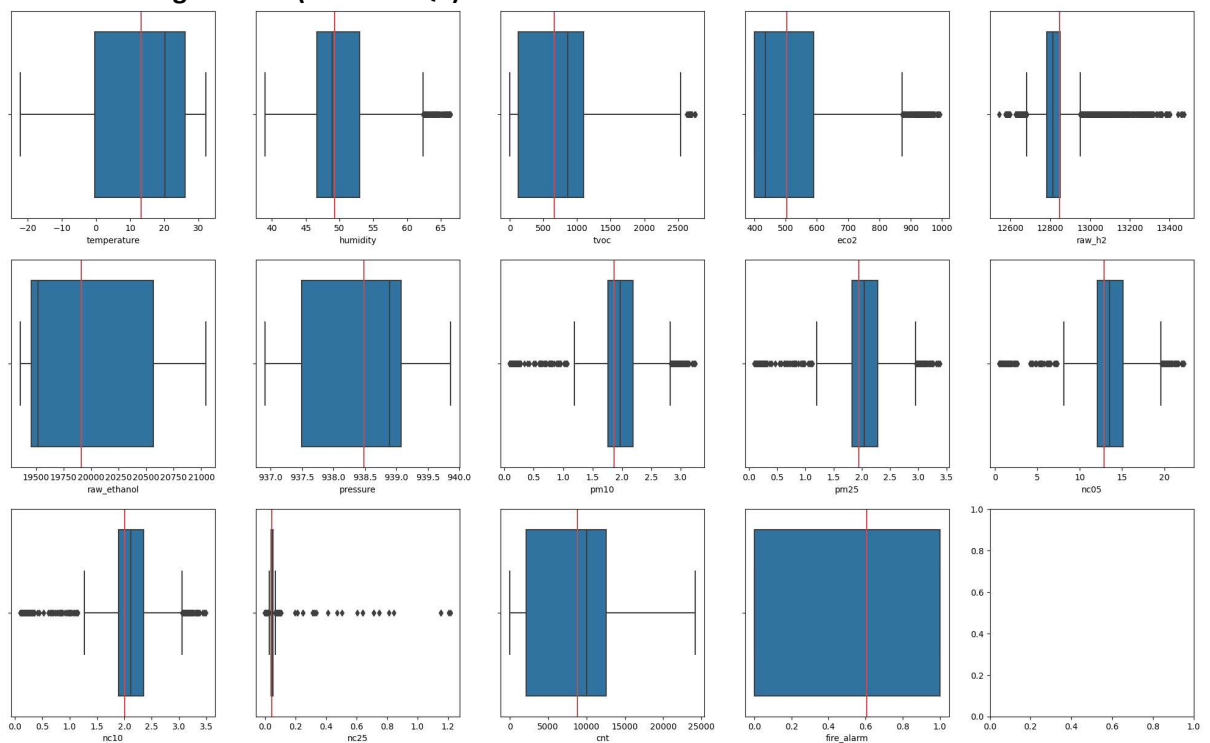 −20 −10 0 10 20 30
temperature
40 45 50 55 60 65
humidity
0 500 1000 1500 2000 2500
tvoc
400 500 600 700 800 900 1000
eco2
12600 12800 13000 13200 13400
raw_h2
19500 19750 20000 20250 20500 20750 21000
raw_ethanol
937.0 937.5 938.0 938.5 939.0 939.5 940.0
pressure
0.0 0.5 1.0 1.5 2.0 2.5 3.0
pm10
0.0 0.5 1.0 1.5 2.0 2.5 3.0 3.5
pm25
0 5 10 15 20
nc05
0.0 0.5 1.0 1.5 2.0 2.5 3.0 3.5
nc10
0.0 0.2 0.4 0.6 0.8 1.0 1.2
nc25
0 5000 10000 15000 20000 25000
cnt
0.0 0.2 0.4 0.6 0.8 1.0
fire_alarm
1.0
0.8
0.6
0.4
0.2
0.0
0.0 0.2 0.4 0.6 0.8 1.0